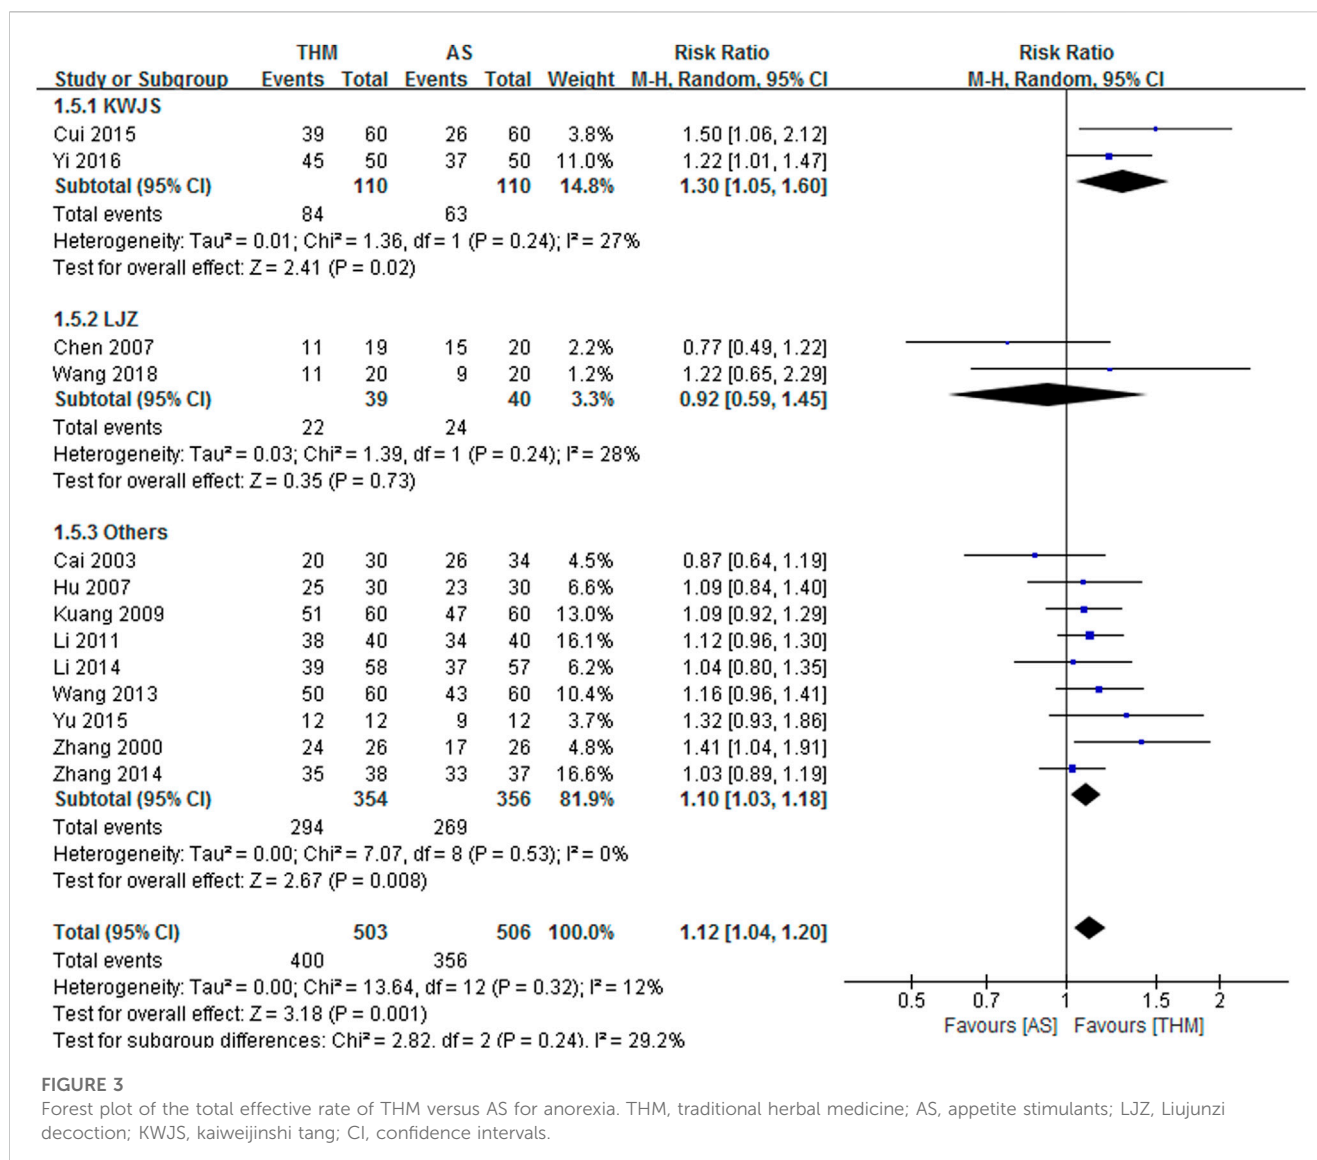 THM AS Risk Ratio Risk Ratio
Study or Subgroup Events Total Events Total Weight M-H, Random, 95% CI M-H, Random, 95% CI
1.5.1 KWJS
Cui 2015 39 60 26 60 3.8% 1.50 [1.06, 2.12]
Yi 2016 45 50 37 50 11.0% 1.22 [1.01, 1.47]
Subtotal (95% CI) 110 110 14.8% 1.30 [1.05, 1.60]
Total events 84 63
Heterogeneity: Tau² = 0.01; Chi² = 1.36, df = 1 (P = 0.24); I² = 27%
Test for overall effect: Z = 2.41 (P = 0.02)
1.5.2 LJZ
Chen 2007 11 19 15 20 2.2% 0.77 [0.49, 1.22]
Wang 2018 11 20 9 20 1.2% 1.22 [0.65, 2.29]
Subtotal (95% CI) 39 40 3.3% 0.92 [0.59, 1.45]
Total events 22 24
Heterogeneity: Tau² = 0.03; Chi² = 1.39, df = 1 (P = 0.24); I² = 28%
Test for overall effect: Z = 0.35 (P = 0.73)
1.5.3 Others
Cai 2003 20 30 26 34 4.5% 0.87 [0.64, 1.19]
Hu 2007 25 30 23 30 6.6% 1.09 [0.84, 1.40]
Kuang 2009 51 60 47 60 13.0% 1.09 [0.92, 1.29]
Li 2011 38 40 34 40 16.1% 1.12 [0.96, 1.30]
Li 2014 39 58 37 57 6.2% 1.04 [0.80, 1.35]
Wang 2013 50 60 43 60 10.4% 1.16 [0.96, 1.41]
Yu 2015 12 12 9 12 3.7% 1.32 [0.93, 1.86]
Zhang 2000 24 26 17 26 4.8% 1.41 [1.04, 1.91]
Zhang 2014 35 38 33 37 16.6% 1.03 [0.89, 1.19]
Subtotal (95% CI) 354 356 81.9% 1.10 [1.03, 1.18]
Total events 294 269
Heterogeneity: Tau² = 0.00; Chi² = 7.07, df = 8 (P = 0.53); I² = 0%
Test for overall effect: Z = 2.67 (P = 0.008)
Total (95% CI) 503 506 100.0% 1.12 [1.04, 1.20]
Total events 400 356
Heterogeneity: Tau² = 0.00; Chi² = 13.64, df = 12 (P = 0.32); I² = 12%
Test for overall effect: Z = 3.18 (P = 0.001)
Test for subgroup differences: Chi² = 2.82, df = 2 (P = 0.24), I² = 29.2%
0.5 0.7 1 1.5 2
Favours [AS] Favours [THM]
FIGURE 3
Forest plot of the total effective rate of THM versus AS for anorexia. THM, traditional herbal medicine; AS, appetite stimulants; LJZ, Liujunzi
decoction; KWJS, kaiweijinshi tang; CI, confidence intervals.